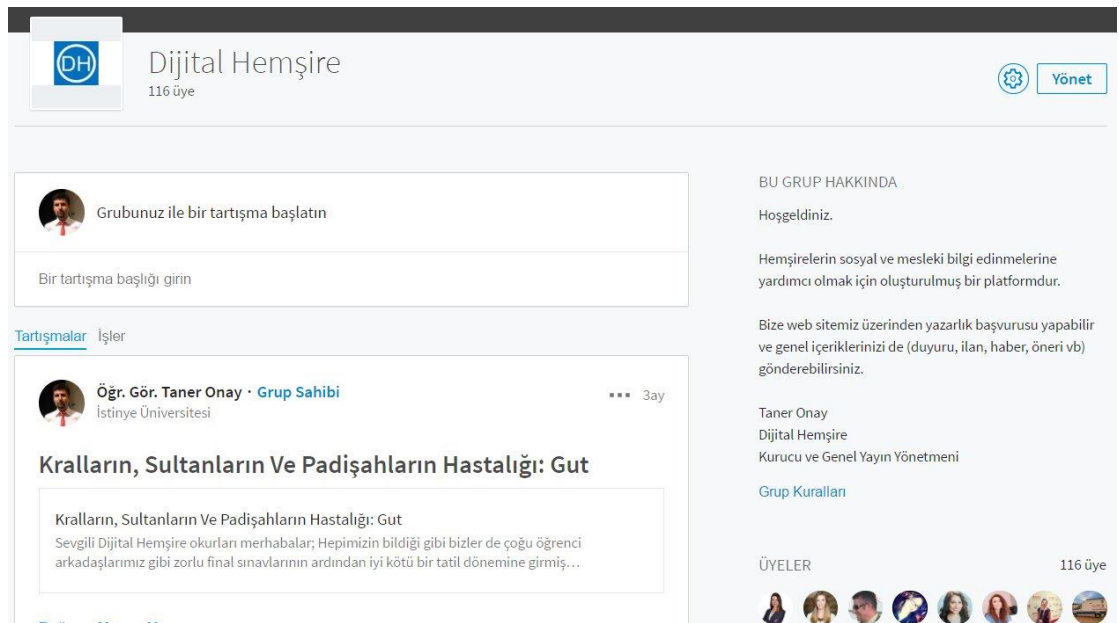 DH
Dijital Hemşire
116 üye
Yönet
Grubunuz ile bir tartışma başlatın
Bir tartışma başlığı girin
Tartışmalar İşler
Öğr. Gör. Taner Onay · Grup Sahibi
İstinye Üniversitesi
3ay
Kralların, Sultanların Ve Padişahların Hastalığı: Gut
Kralların, Sultanların Ve Padişahların Hastalığı: Gut
Sevgili Dijital Hemşire okurları merhabalar; Hepimizin bildiği gibi bizler de çoğu öğrenci
arkadaşlarımız gibi zorlu final sınavlarının ardından iyi kötü bir tatil dönemine girmiş…
BU GRUP HAKKINDA
Hoşgeldiniz.
Hemşirelerin sosyal ve mesleki bilgi edinmelerine
yardımcı olmak için oluşturulmuş bir platformdur.
Bize web sitemiz üzerinden yazarlık başvurusu yapabilir
ve genel içeriklerinizi de (duyuru, ilan, haber, öneri vb)
gönderebilirsiniz.
Taner Onay
Dijital Hemşire
Kurucu ve Genel Yayın Yönetmeni
Grup Kuralları
ÜYELER 116 üye